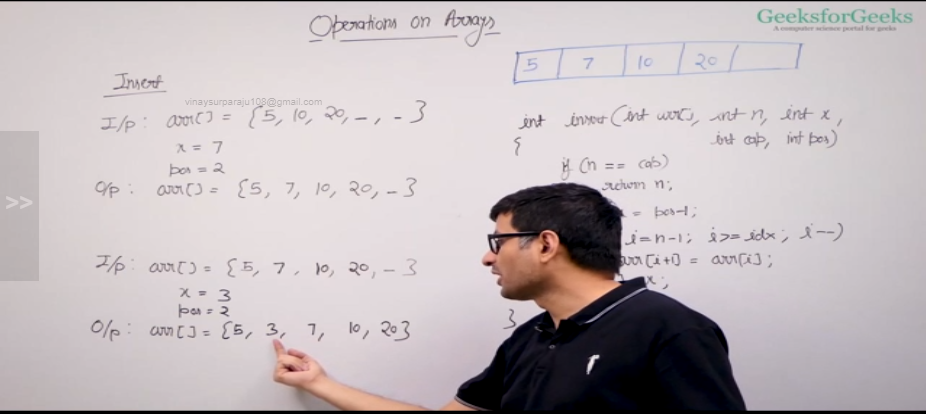 Operations on Arrays
GeeksforGeeks
A computer science portal for geeks
5 7 10 20
Insert
vinaysurparaju108@gmail.com
I/p: arr[] = {5, 10, 20, _, _}
x = 7
pos = 2
O/p: arr[] = {5, 7, 10, 20, _}
I/p: arr[] = {5, 7, 10, 20, _}
x = 3
pos = 2
O/p: arr[] = {5, 3, 7, 10, 20}
int insert(int arr[], int n, int x,
int cap, int pos)
{
if (n == cap)
return n;
= pos-1;
i=n-1; i>=idx; i--)
arr[i+1] = arr[i];
x;
}
>>